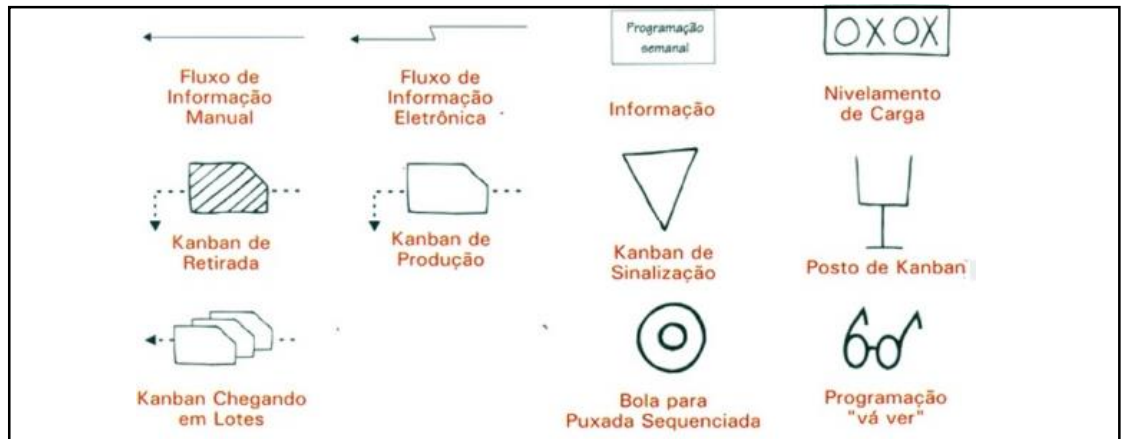 Programação
semanal
OXOX
Fluxo de
Informação
Manual
Fluxo de
Informação
Eletrônica
Informação
Nivelamento
de Carga
Kanban de
Retirada
Kanban de
Produção
Kanban de
Sinalização
Posto de Kanban
Kanban Chegando
em Lotes
Bola para
Puxada Sequenciada
Programação
"vá ver"